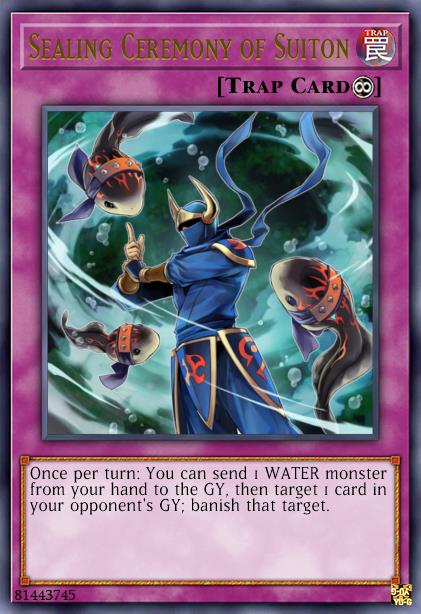 Sealing Ceremony of Suiton
TRAP
罠
[Trap Card]
Once per turn: You can send 1 WATER monster
from your hand to the GY, then target 1 card in
your opponent's GY; banish that target.
81443745